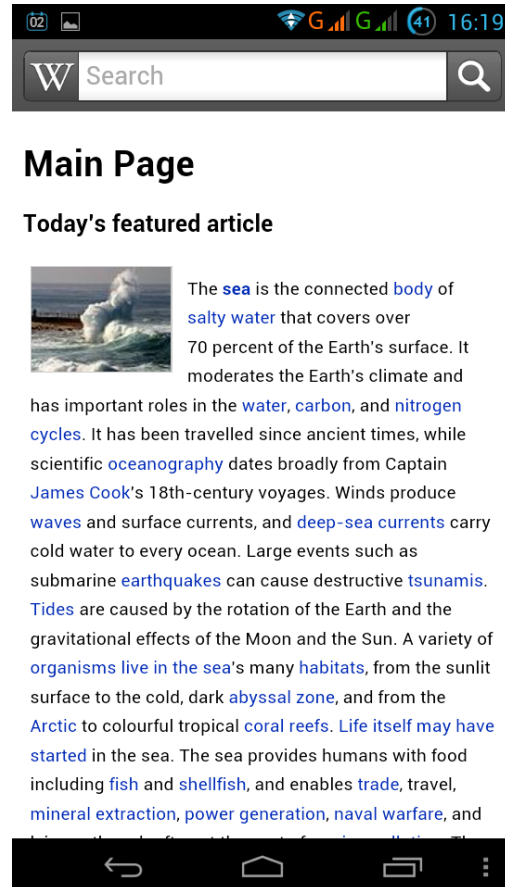 02 G G 41 16:19
W Search
Main Page
Today's featured article
The sea is the connected body of
salty water that covers over
70 percent of the Earth's surface. It
moderates the Earth's climate and
has important roles in the water, carbon, and nitrogen
cycles. It has been travelled since ancient times, while
scientific oceanography dates broadly from Captain
James Cook's 18th-century voyages. Winds produce
waves and surface currents, and deep-sea currents carry
cold water to every ocean. Large events such as
submarine earthquakes can cause destructive tsunamis.
Tides are caused by the rotation of the Earth and the
gravitational effects of the Moon and the Sun. A variety of
organisms live in the sea's many habitats, from the sunlit
surface to the cold, dark abyssal zone, and from the
Arctic to colourful tropical coral reefs. Life itself may have
started in the sea. The sea provides humans with food
including fish and shellfish, and enables trade, travel,
mineral extraction, power generation, naval warfare, and